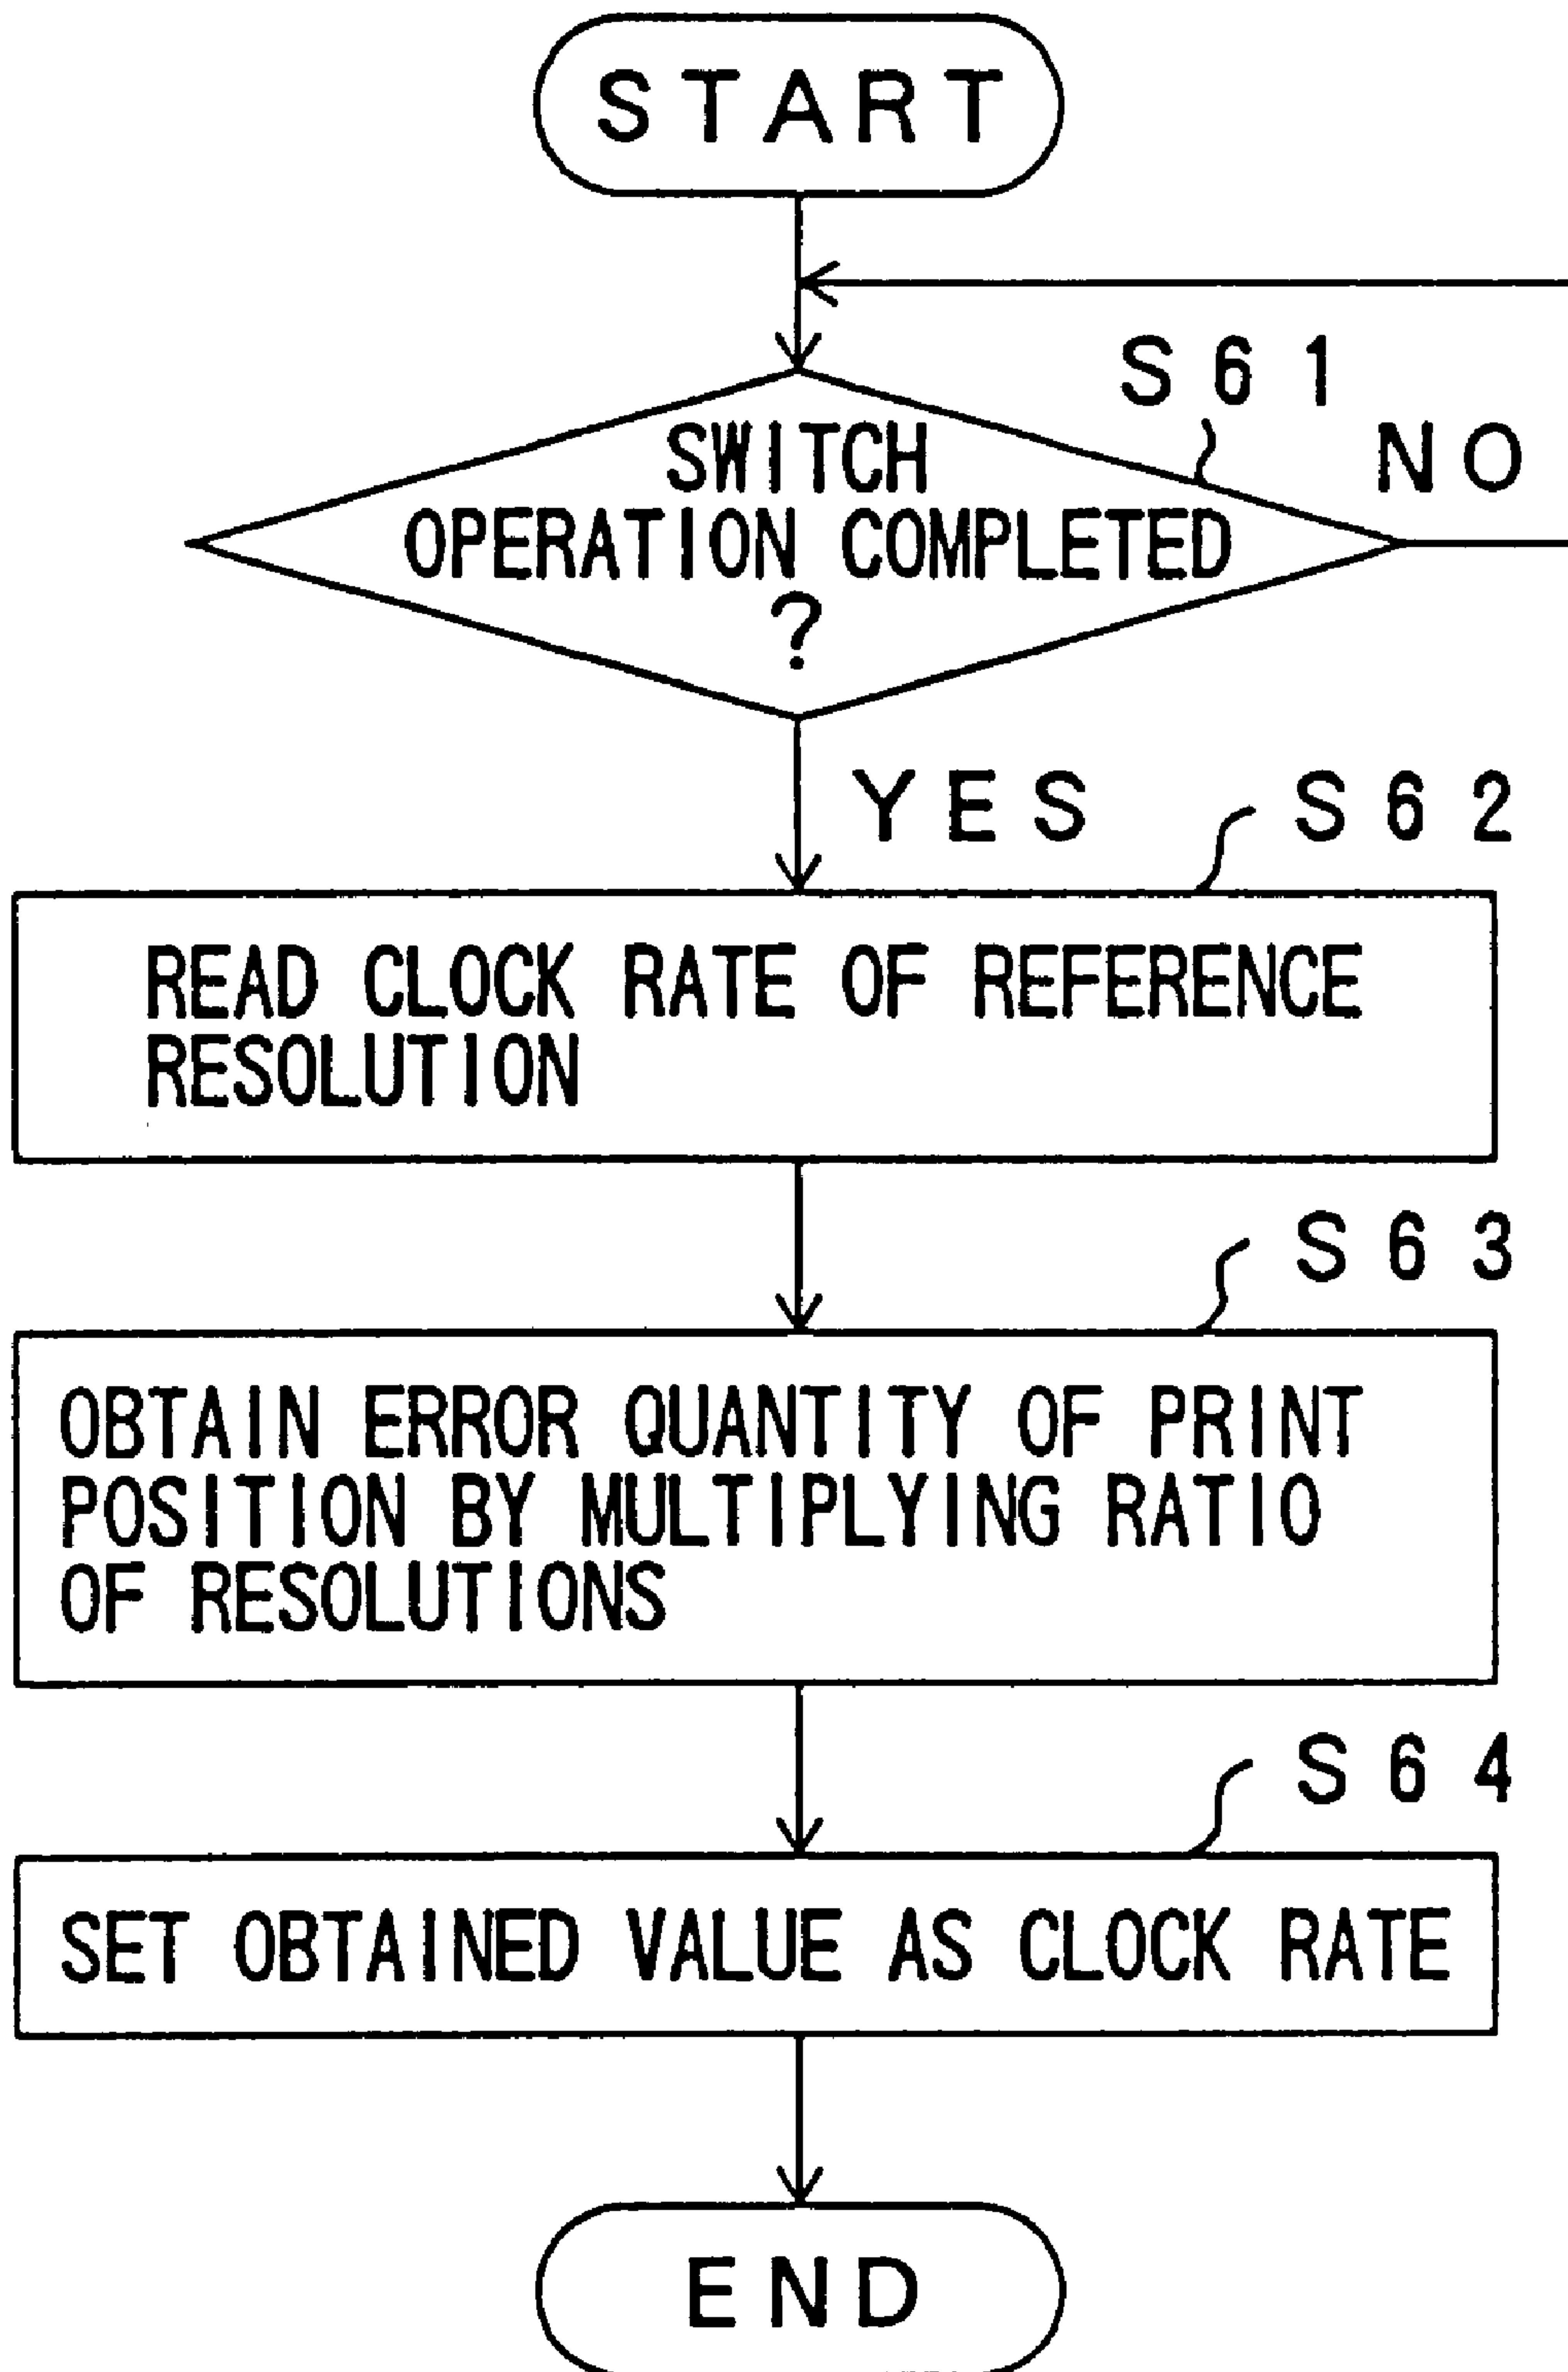 START
S61
NO
SWITCH
OPERATION COMPLETED
?
YES
S62
READ CLOCK RATE OF REFERENCE
RESOLUTION
S63
OBTAIN ERROR QUANTITY OF PRINT
POSITION BY MULTIPLYING RATIO
OF RESOLUTIONS
S64
SET OBTAINED VALUE AS CLOCK RATE
END